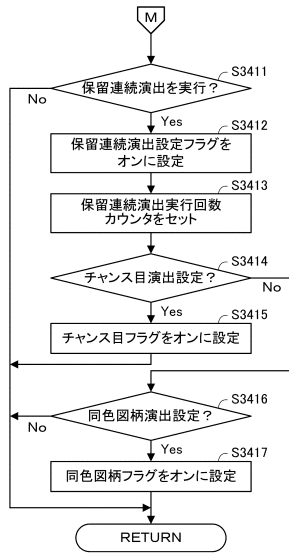 M
保留連続演出を実行？
S3411
No
Yes
S3412
保留連続演出設定フラグを
オンに設定
S3413
保留連続演出実行回数
カウンタをセット
S3414
チャンス目演出設定？
No
Yes
S3415
チャンス目フラグをオンに設定
S3416
同色図柄演出設定？
No
Yes
S3417
同色図柄フラグをオンに設定
RETURN